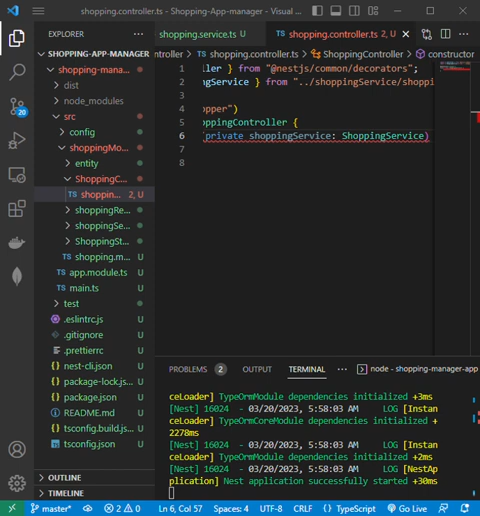 shopping.controller.ts - Shopping-App-manager - Visual ...
EXPLORER
...
SHOPPING-APP-MANAGER
shopping-mana...
dist
node_modules
src
config
shoppingMo...
entity
ShoppingC...
TS shoppin... 2, U
shoppingRe...
shoppingSe...
ShoppingSt...
TS shopping.m... U
TS app.module.ts U
TS main.ts U
test
.eslintrc.js U
.gitignore U
.prettierrc U
nest-cli.json U
package-lock.js... U
package.json U
README.md U
tsconfig.build.js... U
tsconfig.json U
OUTLINE
TIMELINE
20
shopping.service.ts U
TS shopping.controller.ts 2, U
ontroller > TS shopping.controller.ts > ShoppingController > constructor
1 ller } from "@nestjs/common/decorators";
2 ngService } from "../shoppingService/shoppi
3
4 opper")
5 oppingController {
6 (private shoppingService: ShoppingService)
7
8
PROBLEMS 2 OUTPUT TERMINAL ... node - shopping-manager-app
ceLoader] TypeOrmModule dependencies initialized +3ms
[Nest] 16024 - 03/20/2023, 5:58:03 AM LOG [Instan
ceLoader] TypeOrmCoreModule dependencies initialized +
2278ms
[Nest] 16024 - 03/20/2023, 5:58:03 AM LOG [Instan
ceLoader] TypeOrmModule dependencies initialized +2ms
[Nest] 16024 - 03/20/2023, 5:58:03 AM LOG [NestAp
plication] Nest application successfully started +30ms
master* 2 0 Ln 6, Col 57 Spaces: 4 UTF-8 CRLF {} TypeScript Go Live